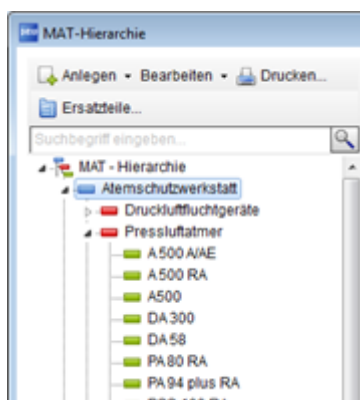 MAT-Hierarchie
Anlegen Bearbeiten Drucken...
Ersatzteile...
Suchbegriff eingeben...
MAT - Hierarchie
Atemschutzwerkstatt
Druckluftfluchtgeräte
Pressluftatmer
A 500 A/AE
A 500 RA
A500
DA 300
DA 58
PA 80 RA
PA 94 plus RA